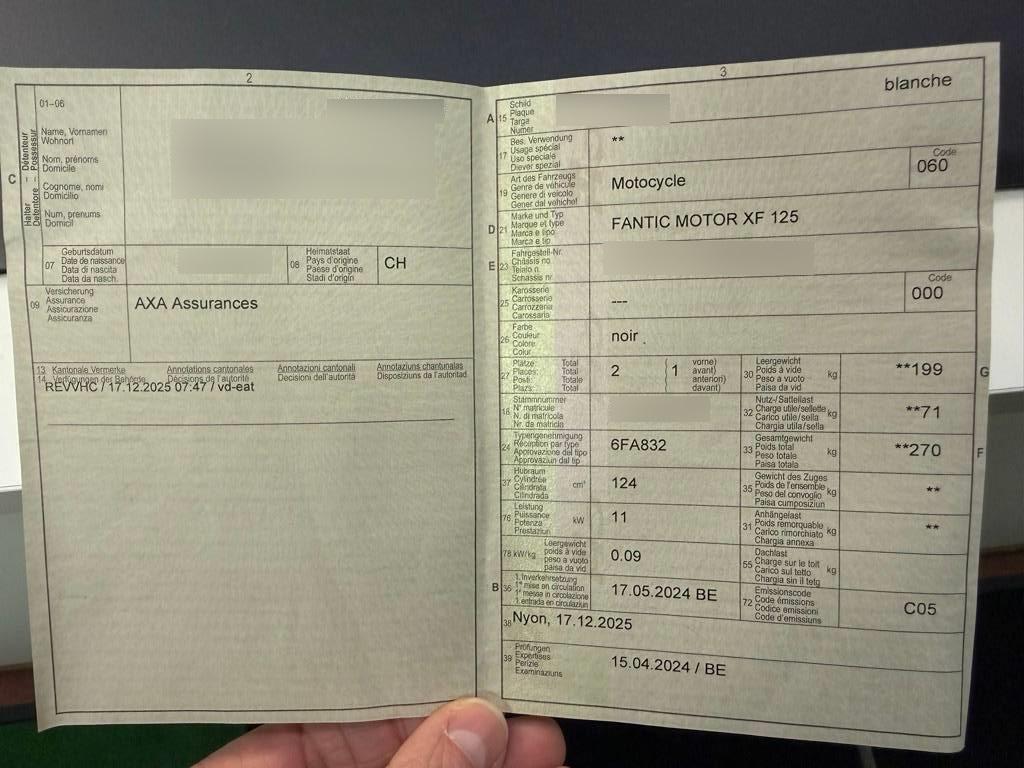 2
01-06
C
Halter – Détenteur
Detentore – Possessur
Name, Vornamen
Wohnort
Nom, prénoms
Domicile
Cognome, nomi
Domicilio
Num, prenums
Domicil
07
Geburtsdatum
Date de naissance
Data di nascita
Data da nasch.
08
Heimatstaat
Pays d'origine
Paese d'origine
Stadi d'origin
CH
09
Versicherung
Assurance
Assicurazione
Assicuranza
AXA Assurances
13 Kantonale Vermerke Annotations cantonales Annotazioni cantonali Annotaziuns chantunalas
14 Verfügungen der Behörde Décisions de l'autorité Decisioni dell'autorità Disposiziuns da l'autoritad
REVVHC / 17.12.2025 07:47 / vd-eat
3
blanche
A 15
Schild
Plaque
Targa
Numer
17
Bes. Verwendung
Usage spécial
Uso speciale
Diever spezial
**
19
Art des Fahrzeugs
Genre de véhicule
Genere di veicolo
Gener dal vehichel
Motocycle
Code
060
D 21
Marke und Typ
Marque et type
Marca e tipo
Marca e tip
FANTIC MOTOR XF 125
E 23
Fahrgestell-Nr.
Châssis no
Telaio n.
Schassis nr.
25
Karosserie
Carrosserie
Carrozzeria
Carossaria
---
Code
000
26
Farbe
Couleur
Colore
Colur
noir
27
Plätze: Total
Places: Total
Posti: Totale
Plazs: Total
2
1
vorne)
avant)
anteriori)
davant)
30
Leergewicht
Poids à vide
Peso a vuoto
Paisa da vid
kg
**199
G
18
Stammnummer
N° matricule
N. di matricola
Nr. da matricla
32
Nutz-/Sattellast
Charge utile/sellette
Carico utile/sella
Chargia utila/sella
kg
**71
24
Typengenehmigung
Réception par type
Approvazione del tipo
Approvaziun dal tip
6FA832
33
Gesamtgewicht
Poids total
Peso totale
Paisa totala
kg
**270
F
37
Hubraum
Cylindrée
Cilindrata
Cilindrada
cm³
124
35
Gewicht des Zuges
Poids de l'ensemble
Peso del convoglio
Paisa cumposiziun
kg
**
76
Leistung
Puissance
Potenza
Prestaziun
kW
11
31
Anhängelast
Poids remorquable
Carico rimorchiato
Chargia annexa
kg
**
78 kW/kg
Leergewicht
poids à vide
peso a vuoto
paisa da vid
0.09
55
Dachlast
Charge sur le toit
Carico sul tetto
Chargia sin il tetg
kg
B 36
1. Inverkehrsetzung
1re mise en circulation
1a messa in circolazione
1. entrada en circulaziun
17.05.2024 BE
72
Emissionscode
Code émissions
Codice emissioni
Code d'emissiuns
C05
38
Nyon, 17.12.2025
39
Prüfungen
Expertises
Perizie
Examinaziuns
15.04.2024 / BE